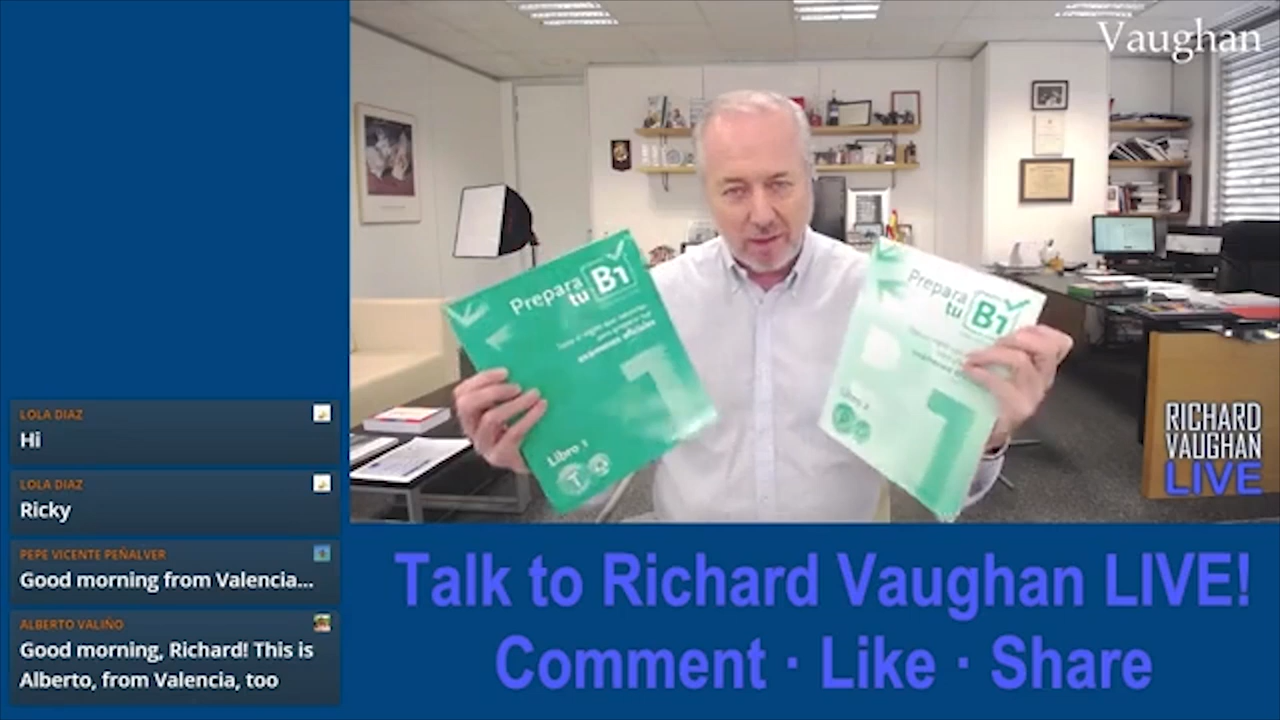 Vaughan
Prepara
tu B1
exámenes oficiales
1
Libro 1
Prepara
tu B1
1
RICHARD
VAUGHAN
LIVE
LOLA DIAZ
Hi
LOLA DIAZ
Ricky
PEPE VICENTE PEÑALVER
Good morning from Valencia...
ALBERTO VALIÑO
Good morning, Richard! This is
Alberto, from Valencia, too
Talk to Richard Vaughan LIVE!
Comment · Like · Share